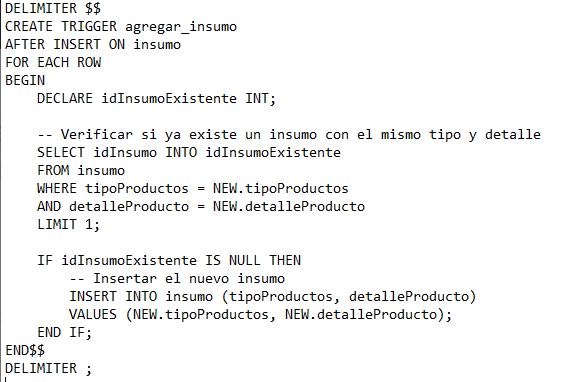 DELIMITER $$
CREATE TRIGGER agregar_insumo
AFTER INSERT ON insumo
FOR EACH ROW
BEGIN
    DECLARE idInsumoExistente INT;

    -- Verificar si ya existe un insumo con el mismo tipo y detalle
    SELECT idInsumo INTO idInsumoExistente
    FROM insumo
    WHERE tipoProductos = NEW.tipoProductos
    AND detalleProducto = NEW.detalleProducto
    LIMIT 1;

    IF idInsumoExistente IS NULL THEN
        -- Insertar el nuevo insumo
        INSERT INTO insumo (tipoProductos, detalleProducto)
        VALUES (NEW.tipoProductos, NEW.detalleProducto);
    END IF;
END$$
DELIMITER ;